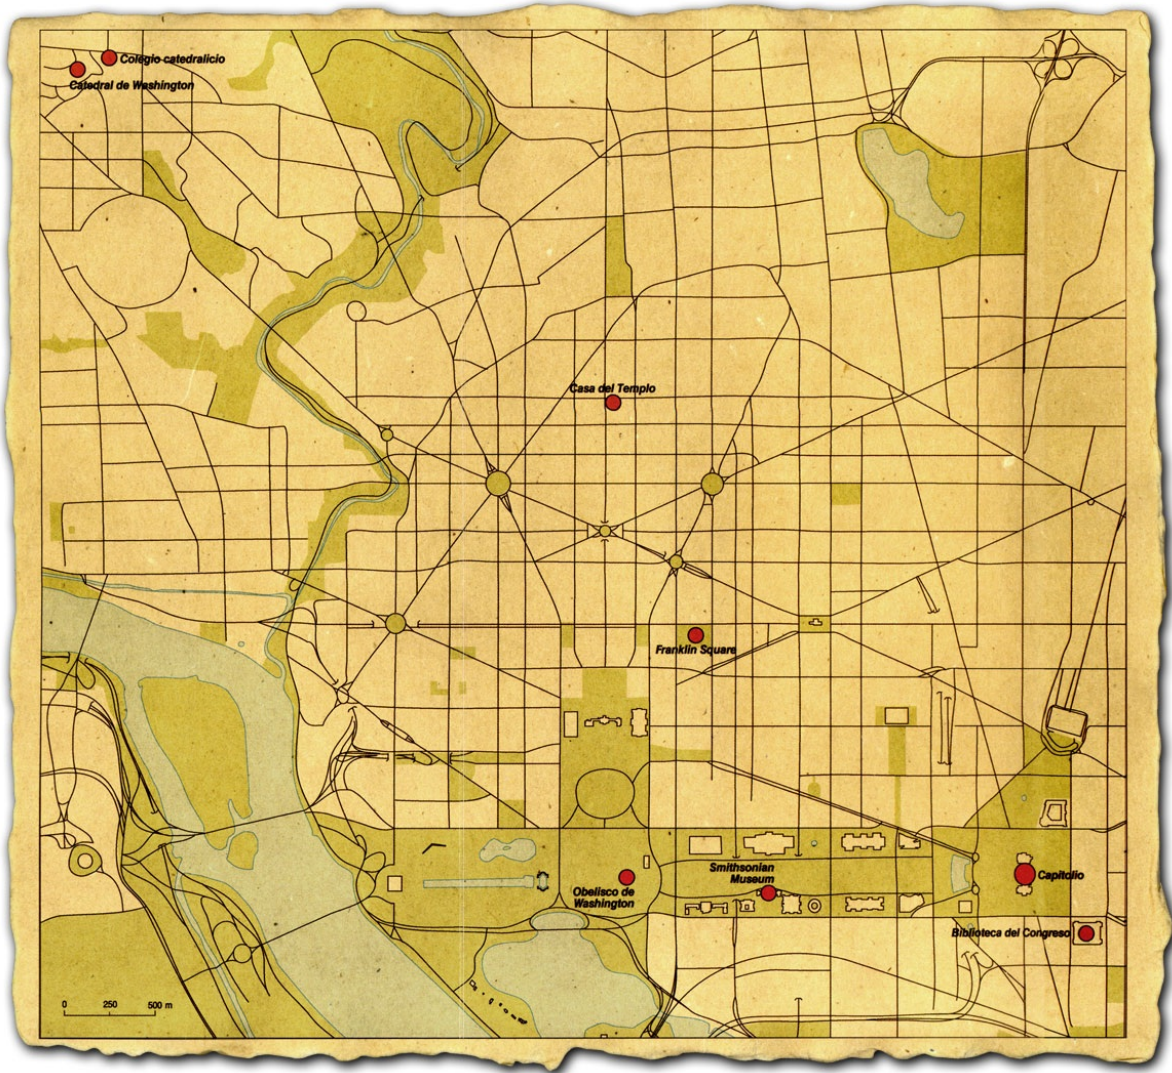 Colegio catedralicio
Catedral de Washington
Casa del Templo
Franklin Square
Smithsonian
Museum
Obelisco de
Washington
Capitolio
Biblioteca del Congreso
0 250 500 m